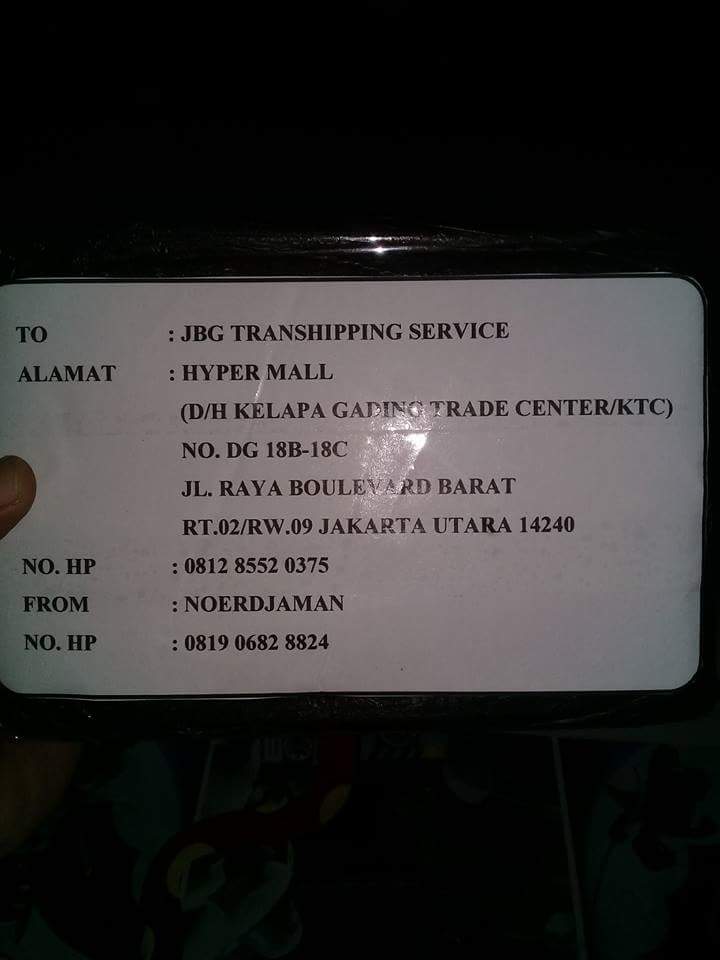 TO : JBG TRANSHIPPING SERVICE
ALAMAT : HYPER MALL
(D/H KELAPA GADING TRADE CENTER/KTC)
NO. DG 18B-18C
JL. RAYA BOULEVARD BARAT
RT.02/RW.09 JAKARTA UTARA 14240
NO. HP : 0812 8552 0375
FROM : NOERDJAMAN
NO. HP : 0819 0682 8824